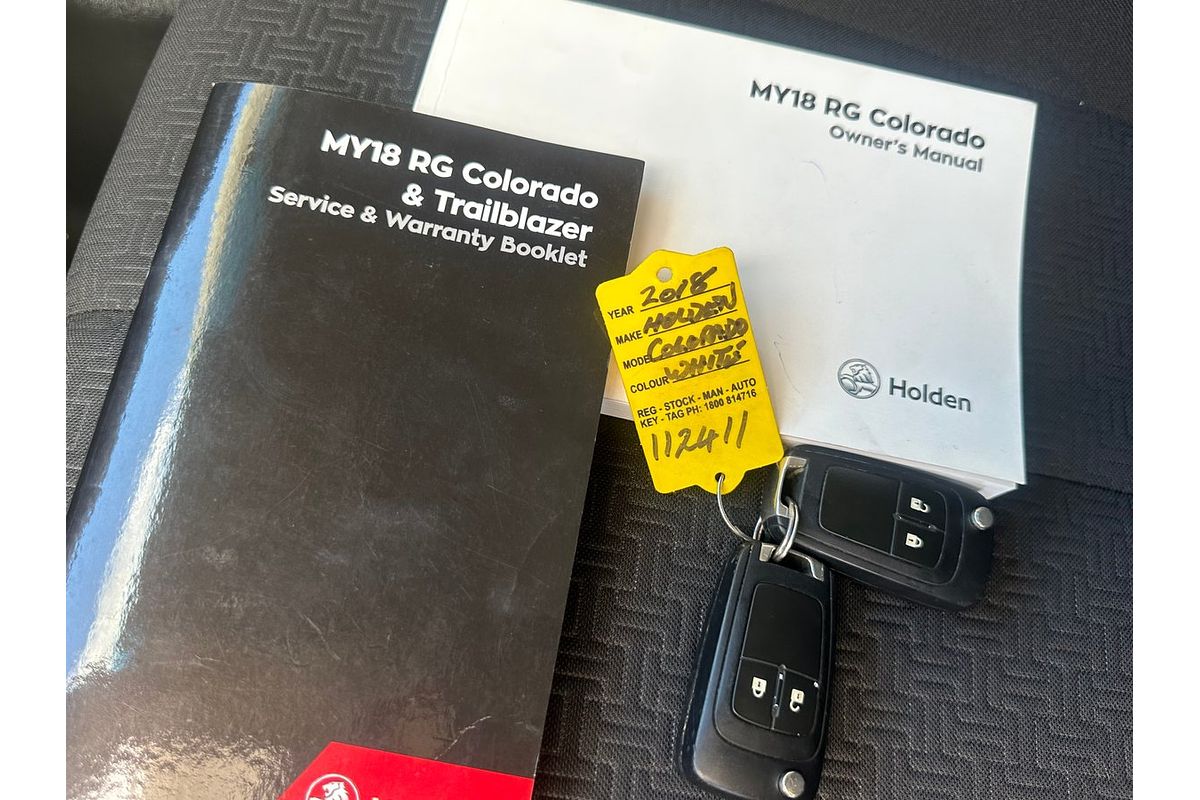 MY18 RG Colorado
& Trailblazer
Service & Warranty Booklet
MY18 RG Colorado
Owner's Manual
Holden
YEAR 2018
MAKE HOLDEN
MODE COLORADO
COLOUR WHITE
REG - STOCK - MAN - AUTO
KEY - TAG PH: 1800 814716
112411